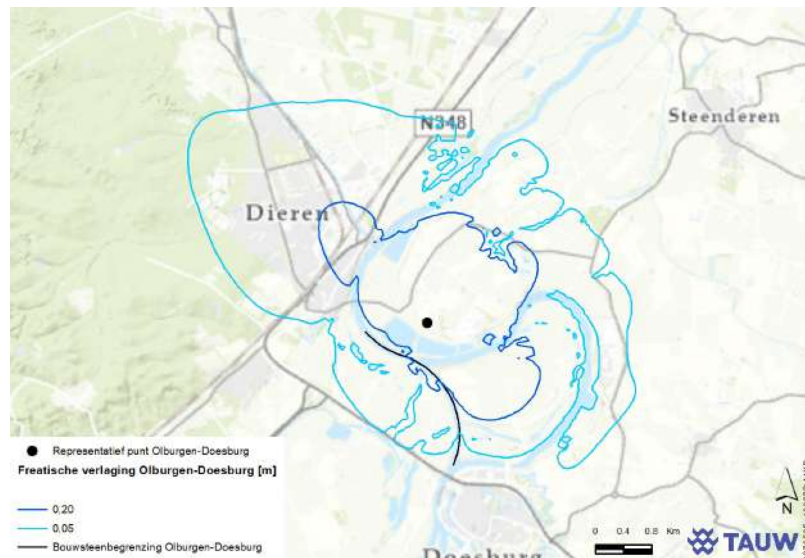 N348
Steenderen
Dieren
Representatief punt Olburgen-Doesburg
Freatische verlaging Olburgen-Doesburg [m]
0,20
0,05
Bouwsteenbegrenzing Olburgen-Doesburg
Doesburg
N
0 0.4 0.8 Km
TAUW